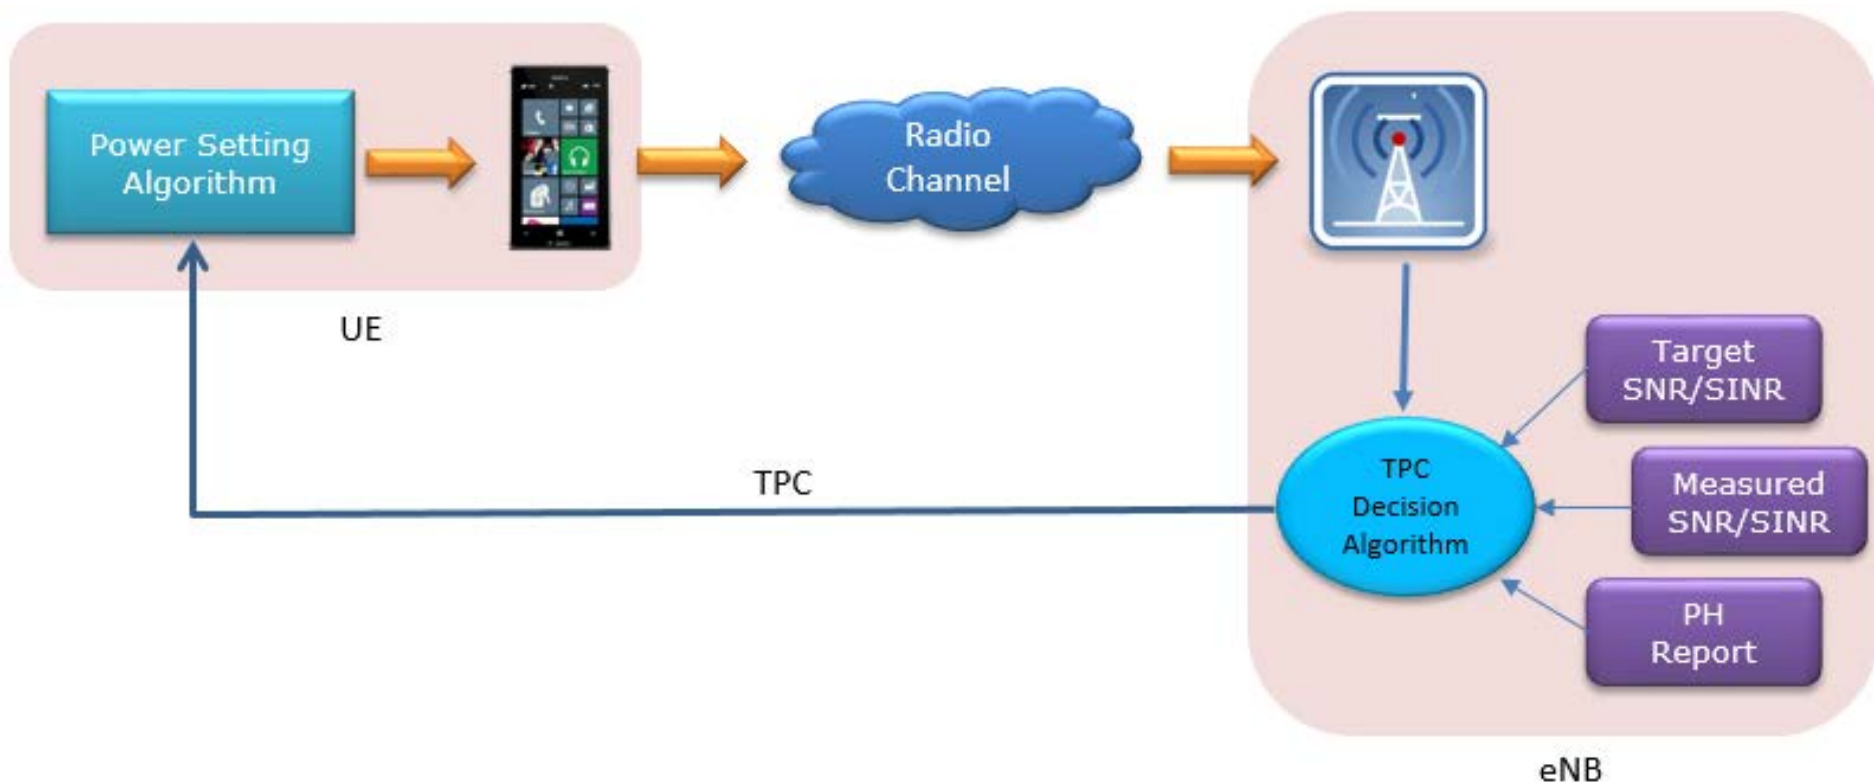 Power Setting
Algorithm
Radio
Channel
UE
Target
SNR/SINR
TPC
TPC
Decision
Algorithm
Measured
SNR/SINR
PH
Report
eNB